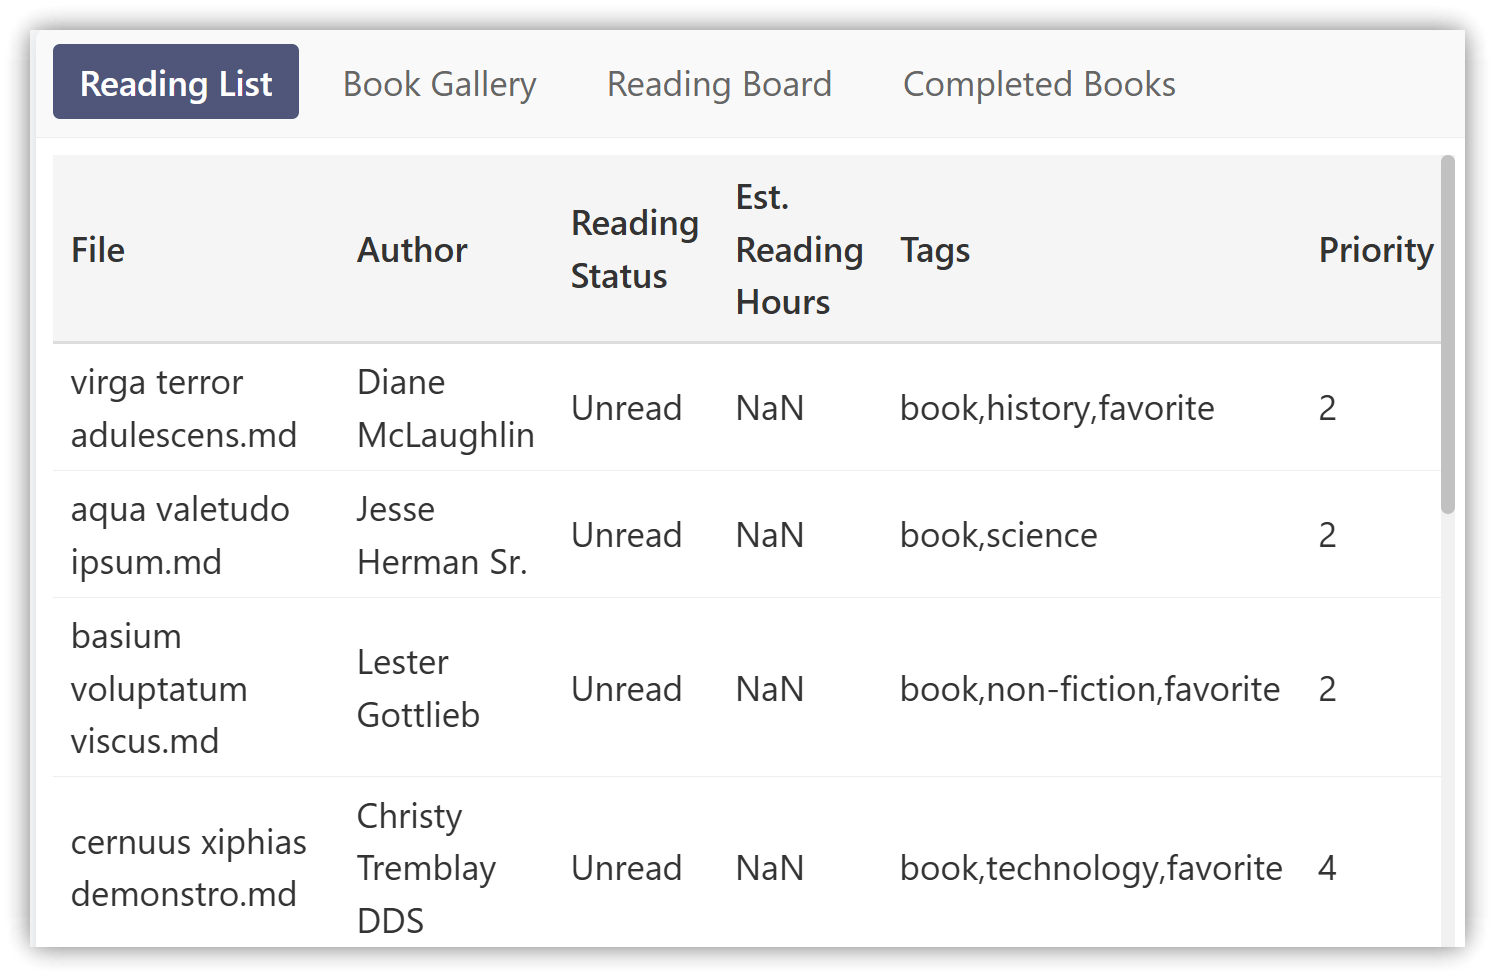 Reading List Book Gallery Reading Board Completed Books
File Author Reading Status Est. Reading Hours Tags Priority
virga terror adulescens.md Diane McLaughlin Unread NaN book,history,favorite 2
aqua valetudo ipsum.md Jesse Herman Sr. Unread NaN book,science 2
basium voluptatum viscus.md Lester Gottlieb Unread NaN book,non-fiction,favorite 2
cernuus xiphias demonstro.md Christy Tremblay DDS Unread NaN book,technology,favorite 4